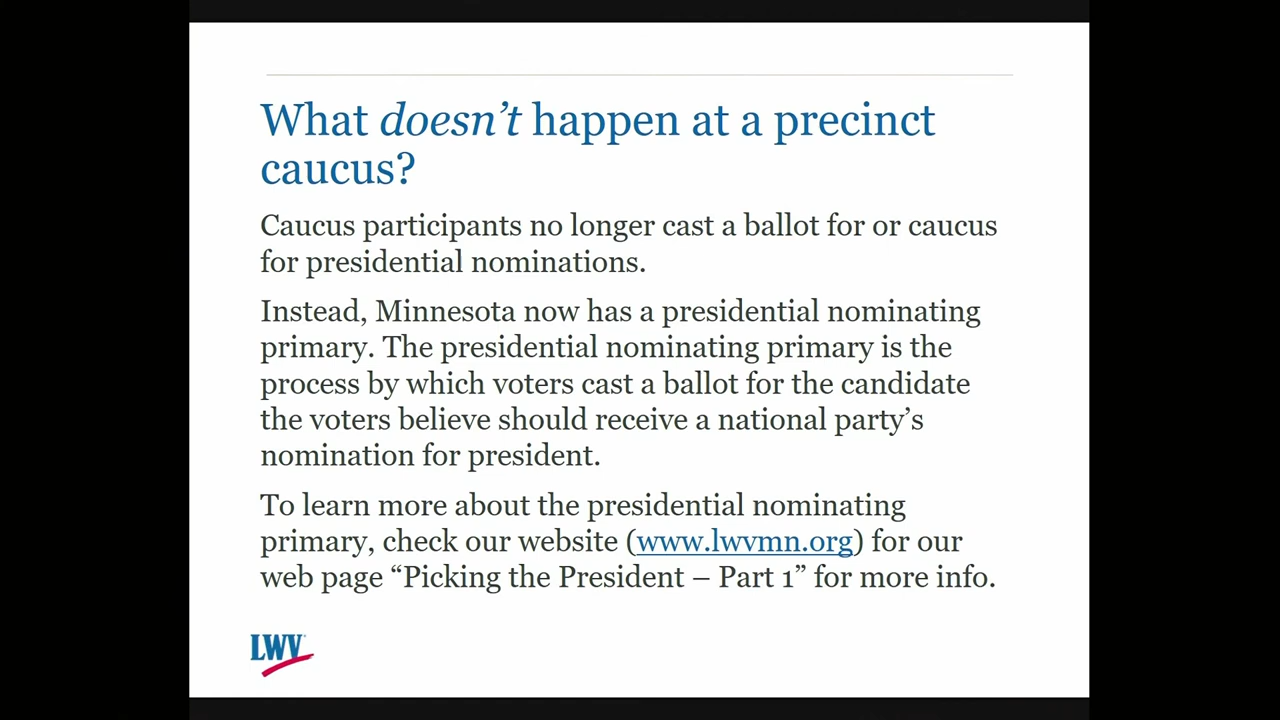 What doesn’t happen at a precinct
caucus?
Caucus participants no longer cast a ballot for or caucus
for presidential nominations.
Instead, Minnesota now has a presidential nominating
primary. The presidential nominating primary is the
process by which voters cast a ballot for the candidate
the voters believe should receive a national party’s
nomination for president.
To learn more about the presidential nominating
primary, check our website (www.lwvmn.org) for our
web page “Picking the President – Part 1” for more info.
LWV